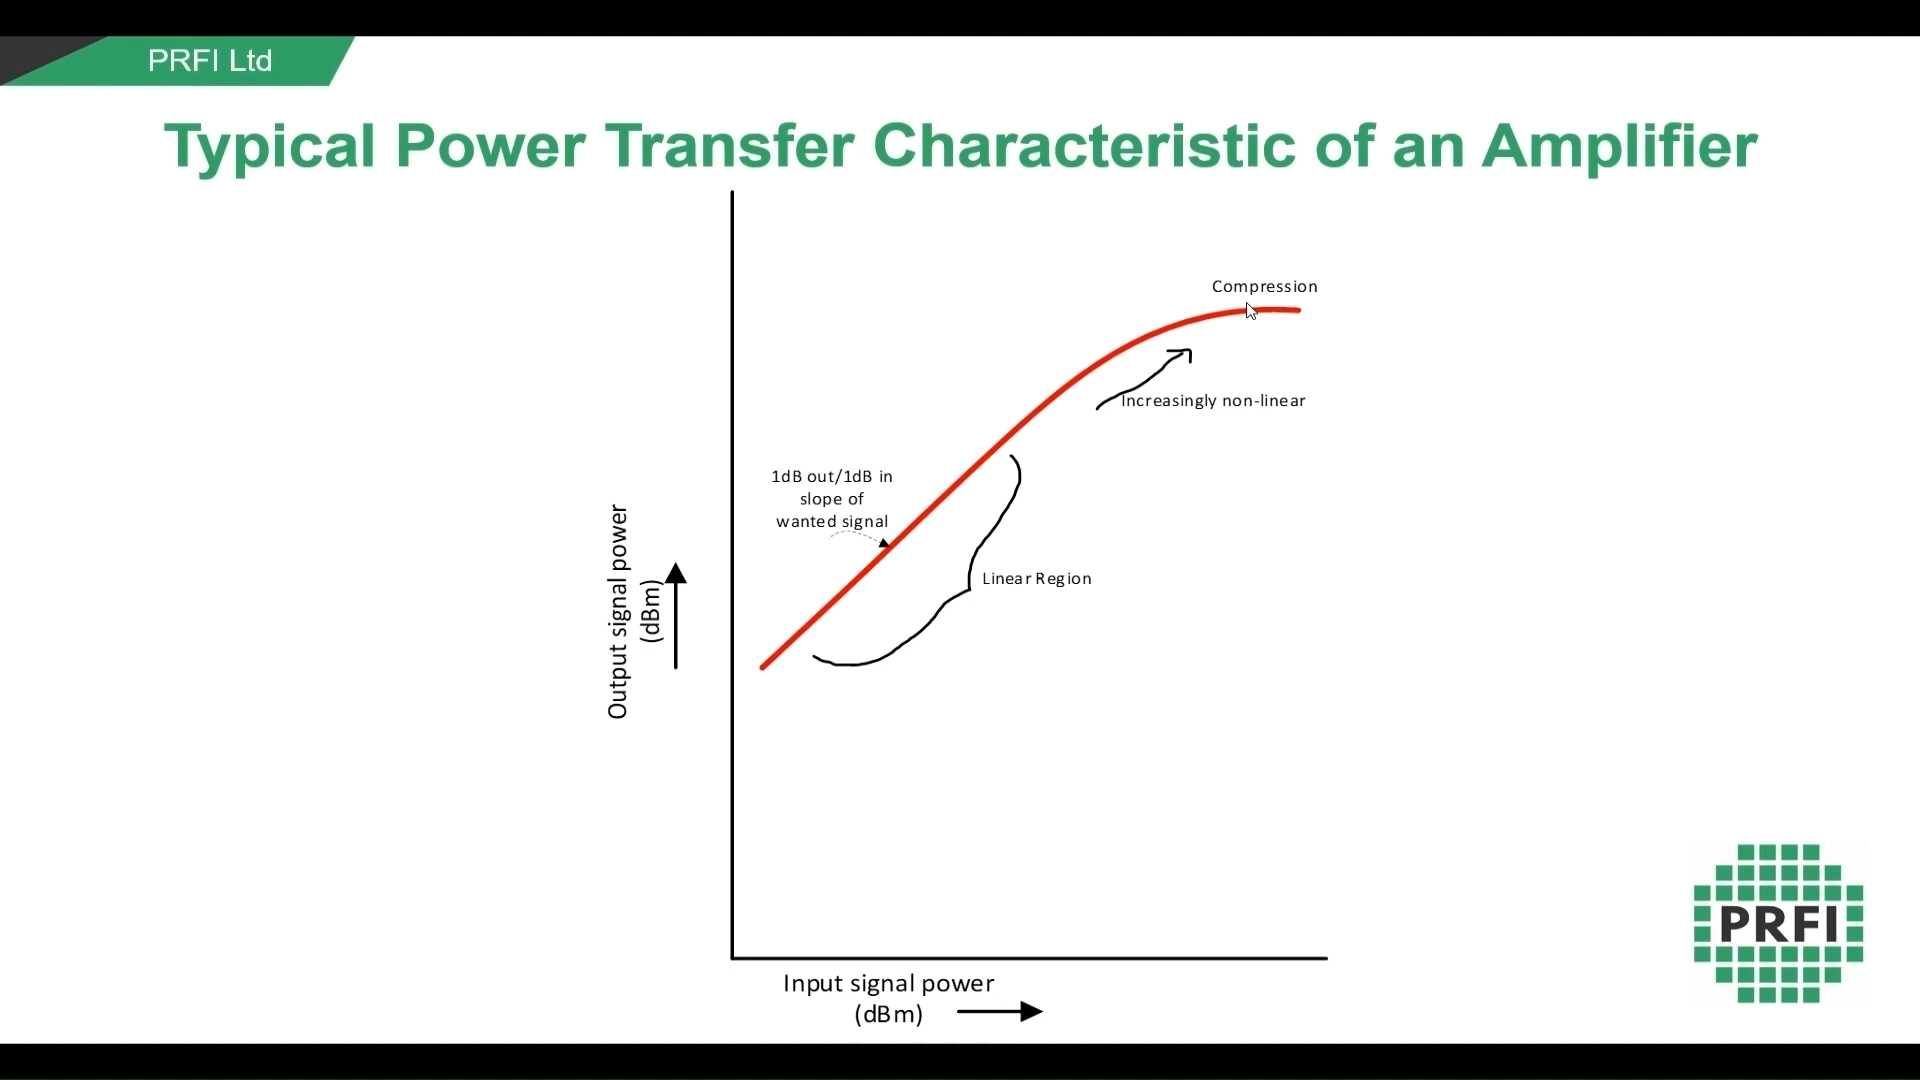 PRFI Ltd
Typical Power Transfer Characteristic of an Amplifier
Compression
Increasingly non-linear
1dB out/1dB in
slope of
wanted signal
Linear Region
Output signal power
(dBm)
Input signal power
(dBm)
PRFI